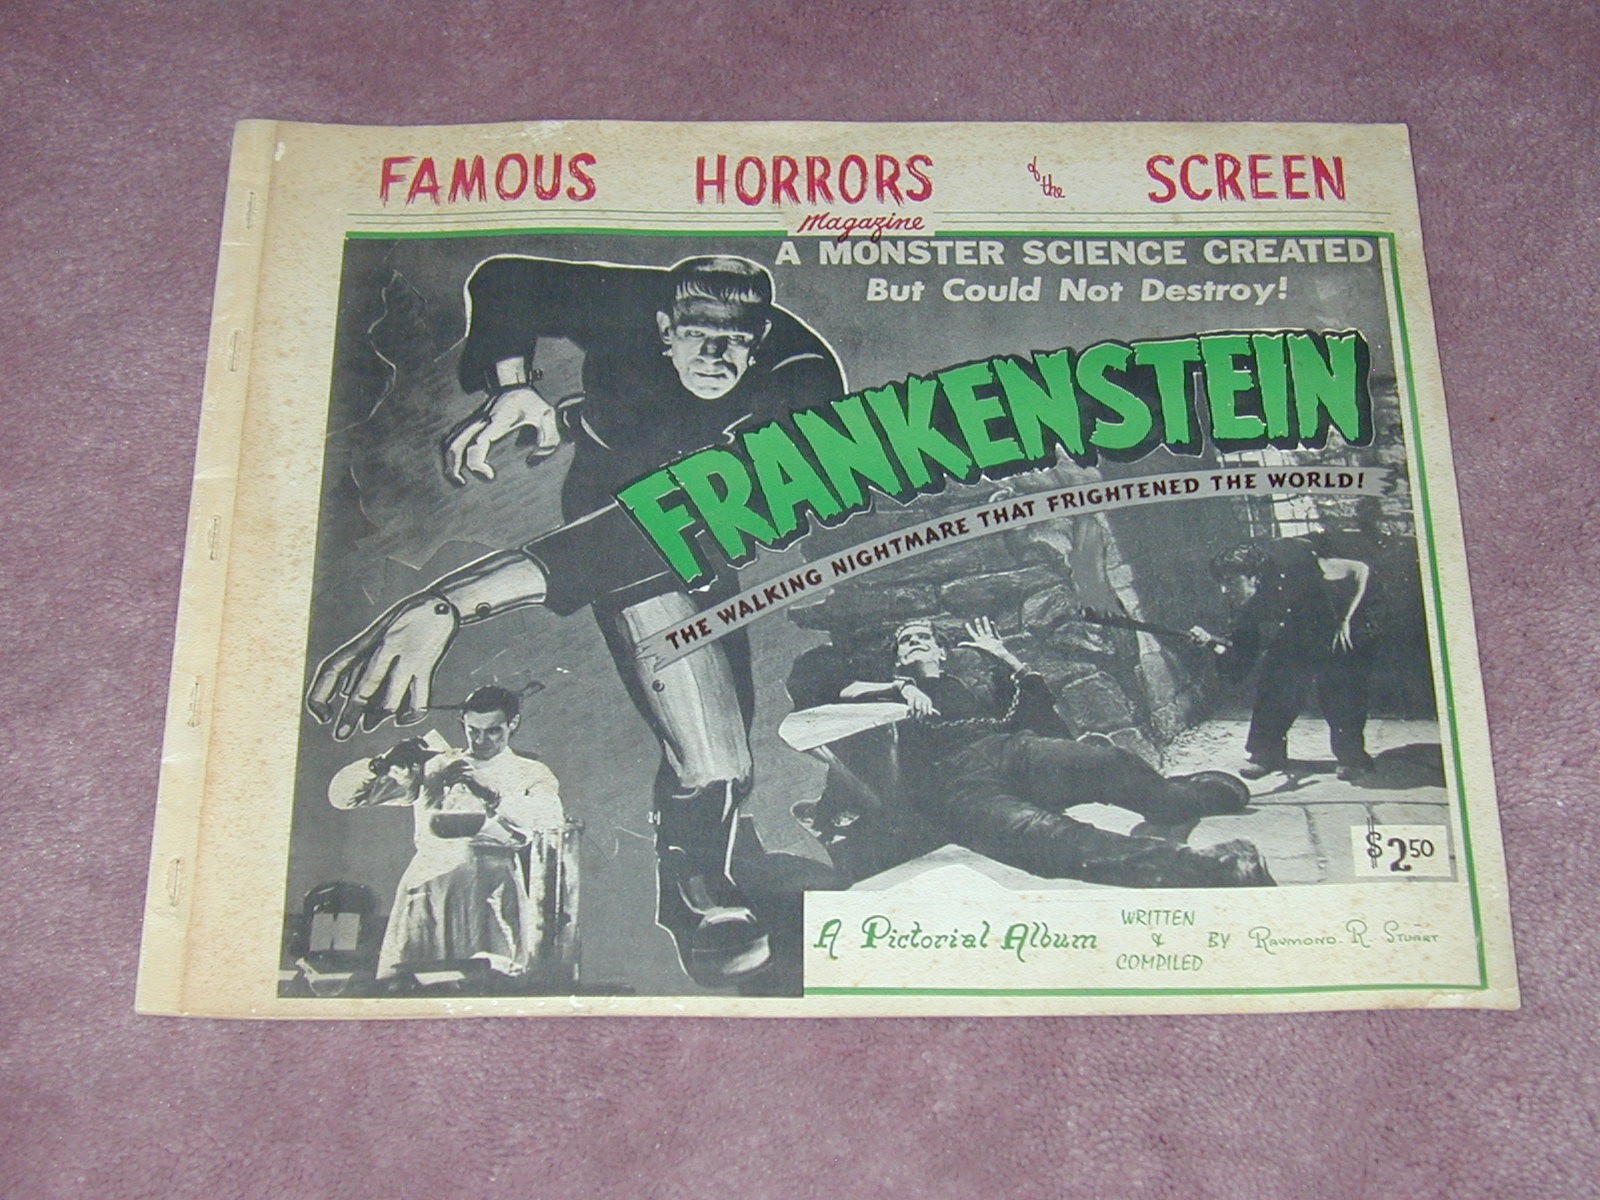 FAMOUS HORRORS of the SCREEN
Magazine
A MONSTER SCIENCE CREATED
But Could Not Destroy!
FRANKENSTEIN
THE WALKING NIGHTMARE THAT FRIGHTENED THE WORLD!
$2.50
A Pictorial Album WRITTEN & COMPILED BY RAYMOND. R. STUART